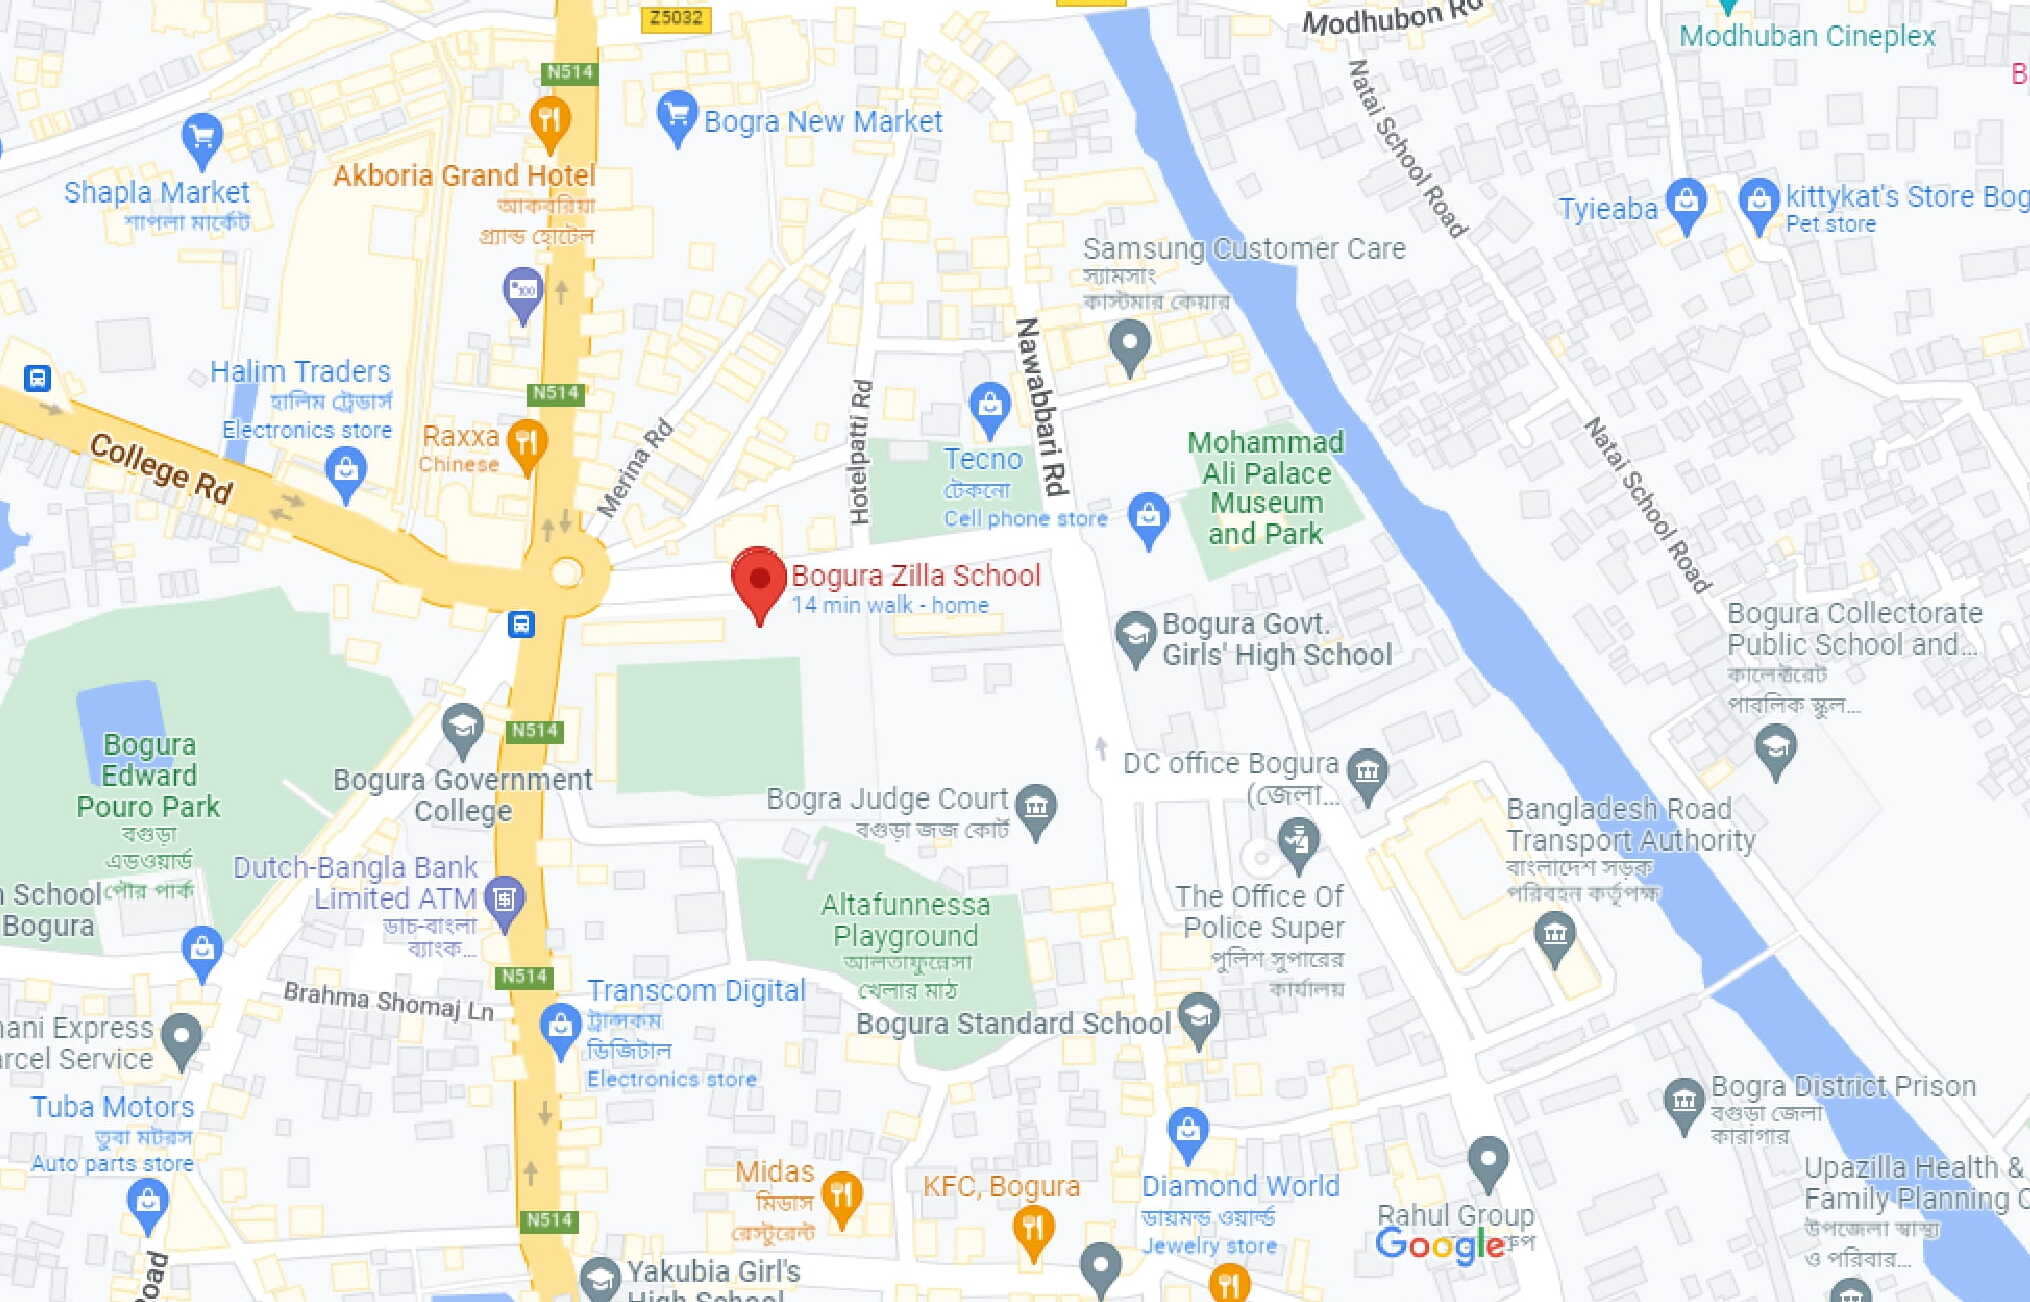 Z5032
Modhubon Rd
Modhuban Cineplex
B
N514
Natai School Road
Bogra New Market
Akboria Grand Hotel
আকবরিয়া
গ্র্যান্ড হোটেল
Shapla Market
শাপলা মার্কেট
Tyieaba
kittykat's Store Bog
Pet store
Samsung Customer Care
স্যামসাং
কাস্টমার কেয়ার
Nawabbari Rd
Halim Traders
হালিম ট্রেডার্স
Electronics store
N514
Raxxa
Chinese
Merina Rd
Hotelpatti Rd
College Rd
Tecno
টেকনো
Cell phone store
Mohammad
Ali Palace
Museum
and Park
Natai School Road
Bogura Zilla School
14 min walk - home
Bogura Govt.
Girls' High School
Bogura Collectorate
Public School and...
কালেক্টরেট
পাবলিক স্কুল...
N514
Bogura
Edward
Pouro Park
বগুড়া
এডওয়ার্ড
পৌর পার্ক
Bogura Government
College
DC office Bogura
(জেলা...
Bogra Judge Court
বগুড়া জজ কোর্ট
Bangladesh Road
Transport Authority
বাংলাদেশ সড়ক
পরিবহন কর্তৃপক্ষ
Dutch-Bangla Bank
Limited ATM
ডাচ-বাংলা
ব্যাংক...
School
Bogura
Altafunnessa
Playground
আলতাফুন্নেসা
খেলার মাঠ
The Office Of
Police Super
পুলিশ সুপারের
কার্যালয়
N514
Brahma Shomaj Ln
Transcom Digital
ট্রান্সকম
ডিজিটাল
Electronics store
Bogura Standard School
ani Express
rcel Service
Tuba Motors
তুবা মটরস
Auto parts store
Bogra District Prison
বগুড়া জেলা
কারাগার
Midas
মিডাস
রেস্টুরেন্ট
KFC, Bogura
Diamond World
ডায়মন্ড ওয়ার্ল্ড
Jewelry store
Upazilla Health &
Family Planning C
উপজেলা স্বাস্থ্য
ও পরিবার...
Rahul Group
Google
N514
Road
Yakubia Girl's
High School